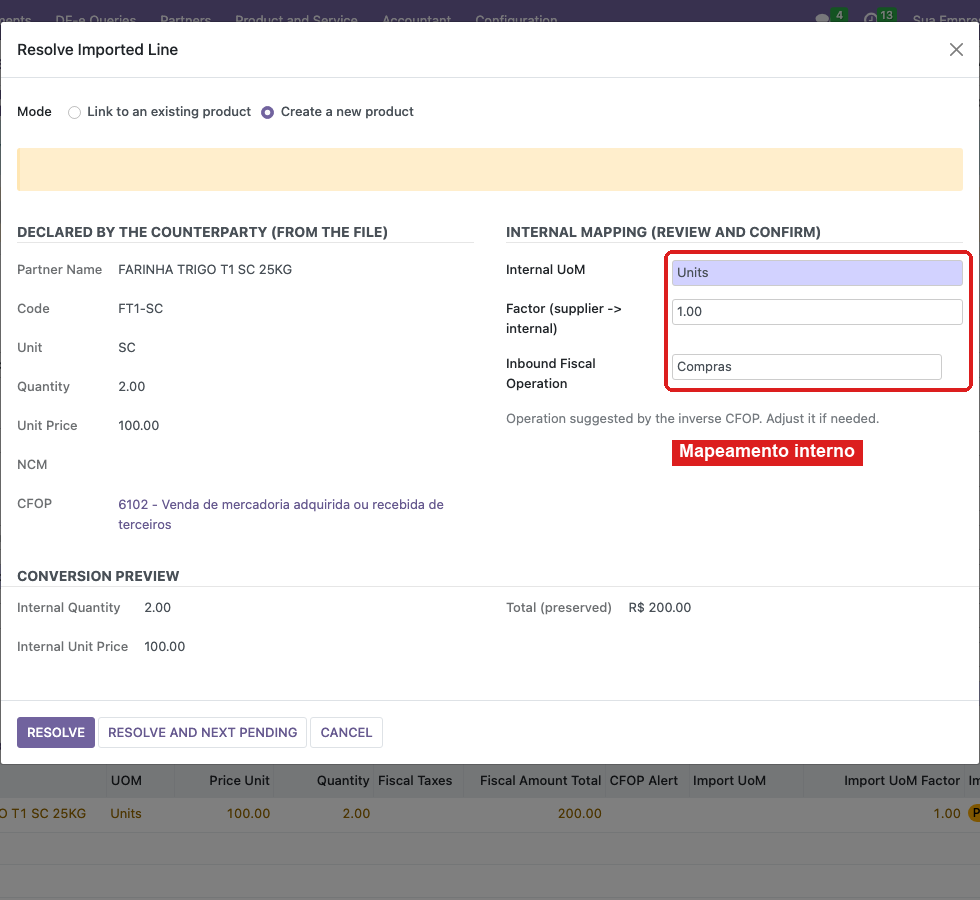 DF-e Queries Partners Product and Service Accountant Configuration 4 13 Sua
Resolve Imported Line
Mode Link to an existing product Create a new product
DECLARED BY THE COUNTERPARTY (FROM THE FILE)
Partner Name FARINHA TRIGO T1 SC 25KG
Code FT1-SC
Unit SC
Quantity 2.00
Unit Price 100.00
NCM
CFOP 6102 - Venda de mercadoria adquirida ou recebida de
terceiros
INTERNAL MAPPING (REVIEW AND CONFIRM)
Internal UoM Units
Factor (supplier ->
internal)
1.00
Inbound Fiscal
Operation
Compras
Operation suggested by the inverse CFOP. Adjust it if needed.
Mapeamento interno
CONVERSION PREVIEW
Internal Quantity 2.00
Total (preserved) R$ 200.00
Internal Unit Price 100.00
RESOLVE RESOLVE AND NEXT PENDING CANCEL
UOM Price Unit Quantity Fiscal Taxes Fiscal Amount Total CFOP Alert Import UoM Import UoM Factor
T1 SC 25KG Units 100.00 2.00 200.00 1.00